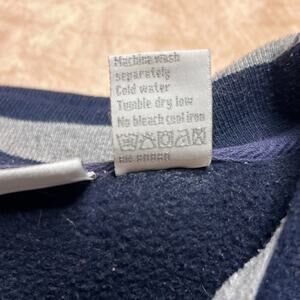 Machine wash
separately
Cold water
Tumble dry low
No bleach cool iron